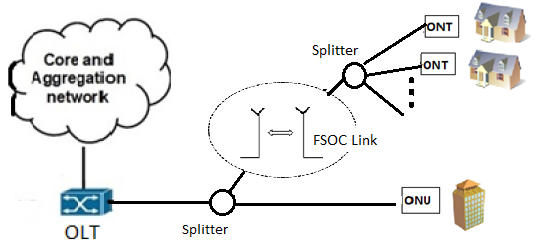 Core and
Aggregation
network
Splitter
ONT
ONT
FSOC Link
ONU
OLT
Splitter